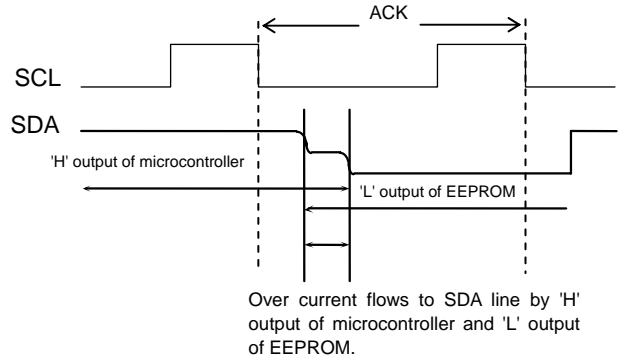 ACK
SCL
SDA
'H' output of microcontroller
'L' output of EEPROM
Over current flows to SDA line by 'H'
output of microcontroller and 'L' output
of EEPROM.